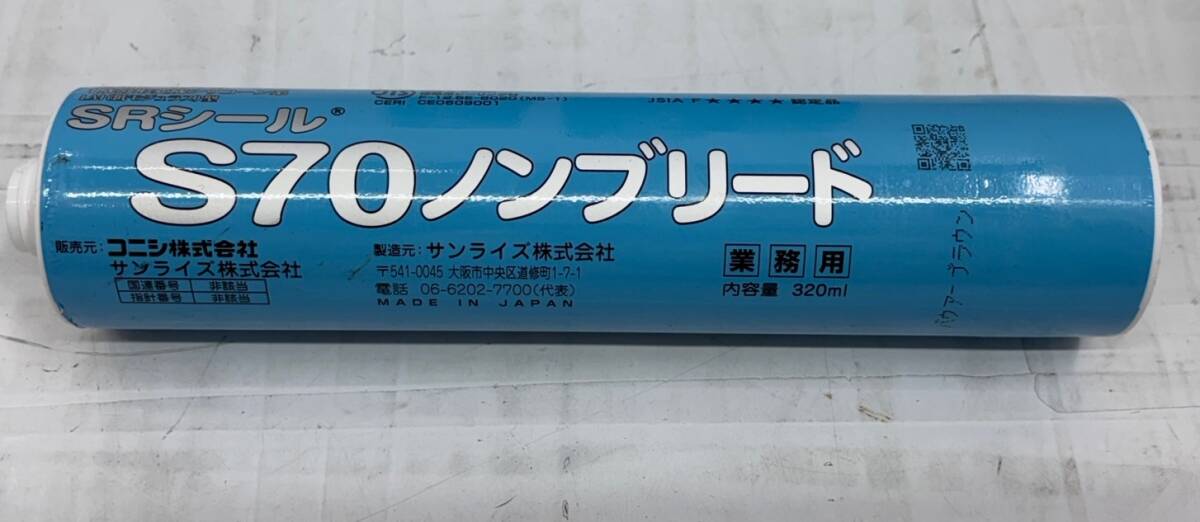 SRシール®
S70ノンブリード
CERI CE0609001
JSIA F★★★★ 認定品
販売元: コニシ株式会社
サンライズ株式会社
国連番号 非該当
指針番号 非該当
製造元: サンライズ株式会社
〒541-0045 大阪市中央区道修町1-7-1
電話 06-6202-7700(代表)
MADE IN JAPAN
業務用
内容量 320ml
パウアーブラウン